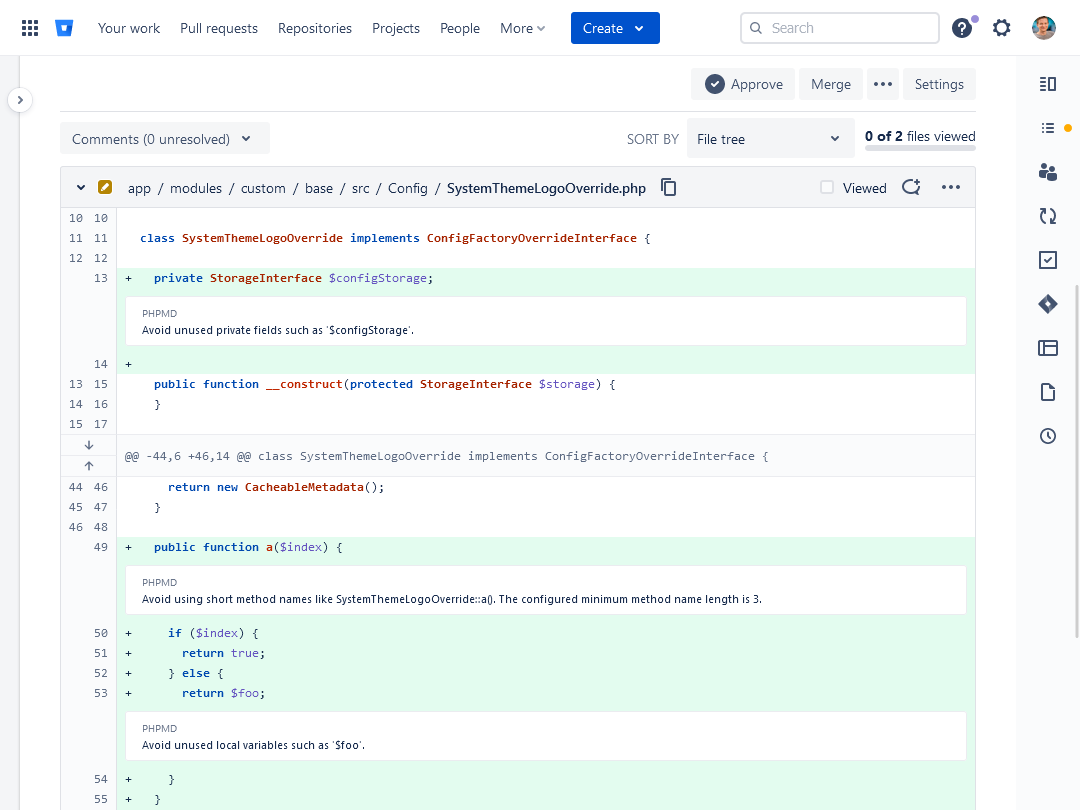 Your work Pull requests Repositories Projects People More Create Search
Approve Merge Settings
Comments (0 unresolved) SORT BY File tree 0 of 2 files viewed
app / modules / custom / base / src / Config / SystemThemeLogoOverride.php Viewed
10 10
11 11 class SystemThemeLogoOverride implements ConfigFactoryOverrideInterface {
12 12
13 + private StorageInterface $configStorage;
PHPMD
Avoid unused private fields such as '$configStorage'.
14 +
13 15 public function __construct(protected StorageInterface $storage) {
14 16 }
15 17
@@ -44,6 +46,14 @@ class SystemThemeLogoOverride implements ConfigFactoryOverrideInterface {
44 46 return new CacheableMetadata();
45 47 }
46 48
49 + public function a($index) {
PHPMD
Avoid using short method names like SystemThemeLogoOverride::a(). The configured minimum method name length is 3.
50 + if ($index) {
51 + return true;
52 + } else {
53 + return $foo;
PHPMD
Avoid unused local variables such as '$foo'.
54 + }
55 + }